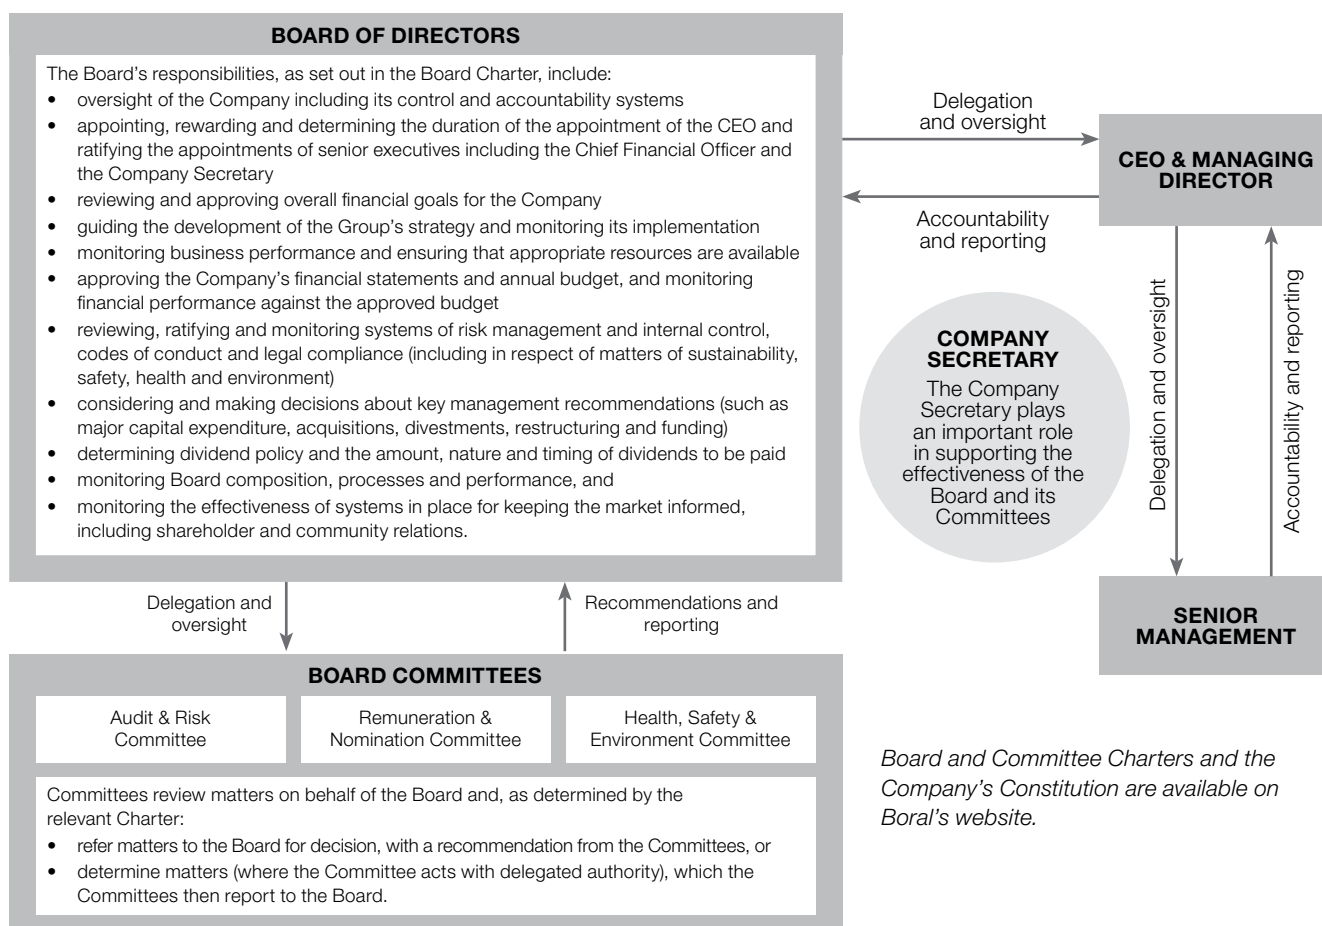 BOARD OF DIRECTORS
The Board’s responsibilities, as set out in the Board Charter, include:
• oversight of the Company including its control and accountability systems
• appointing, rewarding and determining the duration of the appointment of the CEO and
ratifying the appointments of senior executives including the Chief Financial Officer and
the Company Secretary
• reviewing and approving overall financial goals for the Company
• guiding the development of the Group’s strategy and monitoring its implementation
• monitoring business performance and ensuring that appropriate resources are available
• approving the Company’s financial statements and annual budget, and monitoring
financial performance against the approved budget
• reviewing, ratifying and monitoring systems of risk management and internal control,
codes of conduct and legal compliance (including in respect of matters of sustainability,
safety, health and environment)
• considering and making decisions about key management recommendations (such as
major capital expenditure, acquisitions, divestments, restructuring and funding)
• determining dividend policy and the amount, nature and timing of dividends to be paid
• monitoring Board composition, processes and performance, and
• monitoring the effectiveness of systems in place for keeping the market informed,
including shareholder and community relations.
Delegation
and oversight
CEO & MANAGING
DIRECTOR
Accountability
and reporting
COMPANY
SECRETARY
The Company
Secretary plays
an important role
in supporting the
effectiveness of the
Board and its
Committees
Delegation and oversight
Accountability and reporting
SENIOR
MANAGEMENT
Delegation and
oversight
Recommendations and
reporting
BOARD COMMITTEES
Audit & Risk
Committee
Remuneration &
Nomination Committee
Health, Safety &
Environment Committee
Committees review matters on behalf of the Board and, as determined by the
relevant Charter:
• refer matters to the Board for decision, with a recommendation from the Committees, or
• determine matters (where the Committee acts with delegated authority), which the
Committees then report to the Board.
Board and Committee Charters and the
Company’s Constitution are available on
Boral’s website.